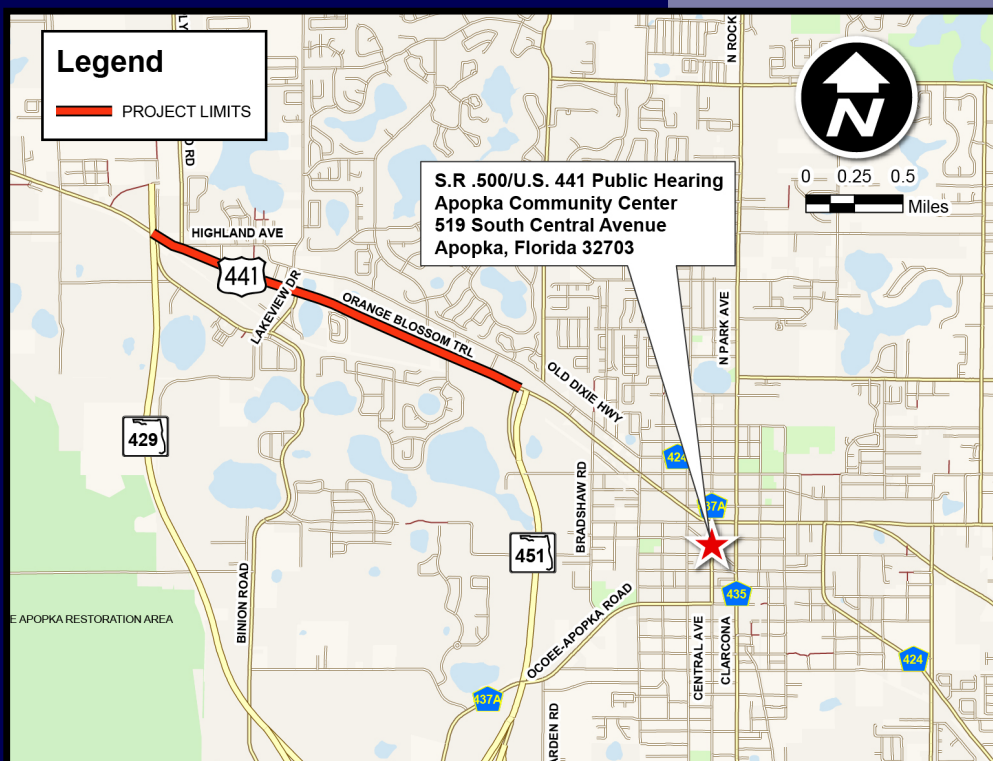 Legend
PROJECT LIMITS
LY
D RD
N ROCK
N
0 0.25 0.5
Miles
S.R .500/U.S. 441 Public Hearing
Apopka Community Center
519 South Central Avenue
Apopka, Florida 32703
HIGHLAND AVE
441
LAKEVIEW DR
ORANGE BLOSSOM TRL
N PARK AVE
OLD DIXIE HWY
429
424
37A
BRADSHAW RD
451
BINION ROAD
435
E APOPKA RESTORATION AREA
OCOEE-APOPKA ROAD
CENTRAL AVE
CLARCONA
424
437A
ARDEN RD